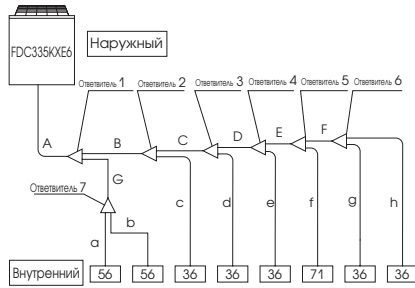 FDC335KXE6
Наружный
Ответвитель 1
Ответвитель 2
Ответвитель 3
Ответвитель 4
Ответвитель 5
Ответвитель 6
A
B
C
D
E
F
G
Ответвитель 7
a
b
c
d
e
f
g
h
Внутренний
56
56
36
36
36
71
36
36